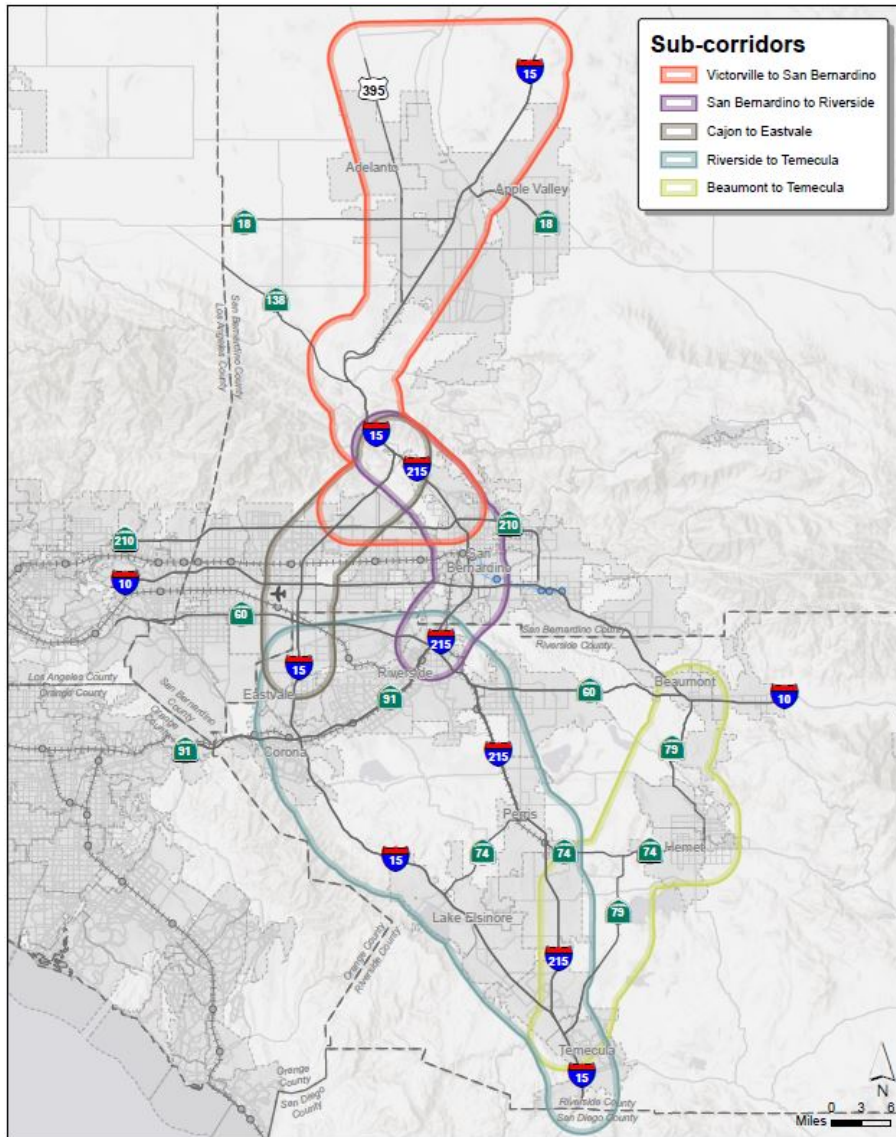 Sub-corridors
Victorville to San Bernardino
San Bernardino to Riverside
Cajon to Eastvale
Riverside to Temecula
Beaumont to Temecula
15
395
Adelanto
Apple Valley
18
18
138
San Bernardino County
Los Angeles County
15
215
210
210
San
Bernardino
10
60
San Bernardino County
Riverside County
215
Riverside
15
Eastvale
91
60
Beaumont
10
Los Angeles County
Orange County
San Bernardino
County
Orange
County
91
Corona
79
215
Perris
74
74
74
Hemet
15
Lake Elsinore
79
Orange County
Riverside County
215
Temecula
15
Orange
County
San Diego
County
Riverside County
San Diego County
N
0 3 6
Miles